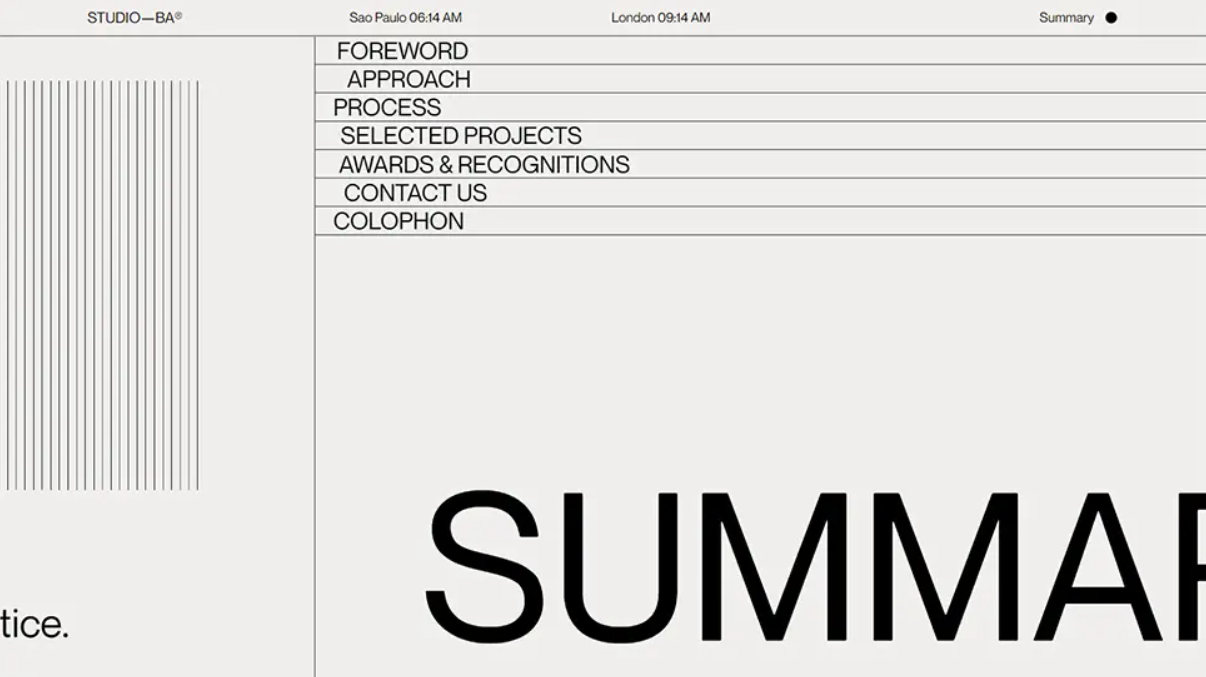 STUDIO—BA®
Sao Paulo 06:14 AM
London 09:14 AM
Summary
FOREWORD
APPROACH
PROCESS
SELECTED PROJECTS
AWARDS & RECOGNITIONS
CONTACT US
COLOPHON
SUMMAR
tice.